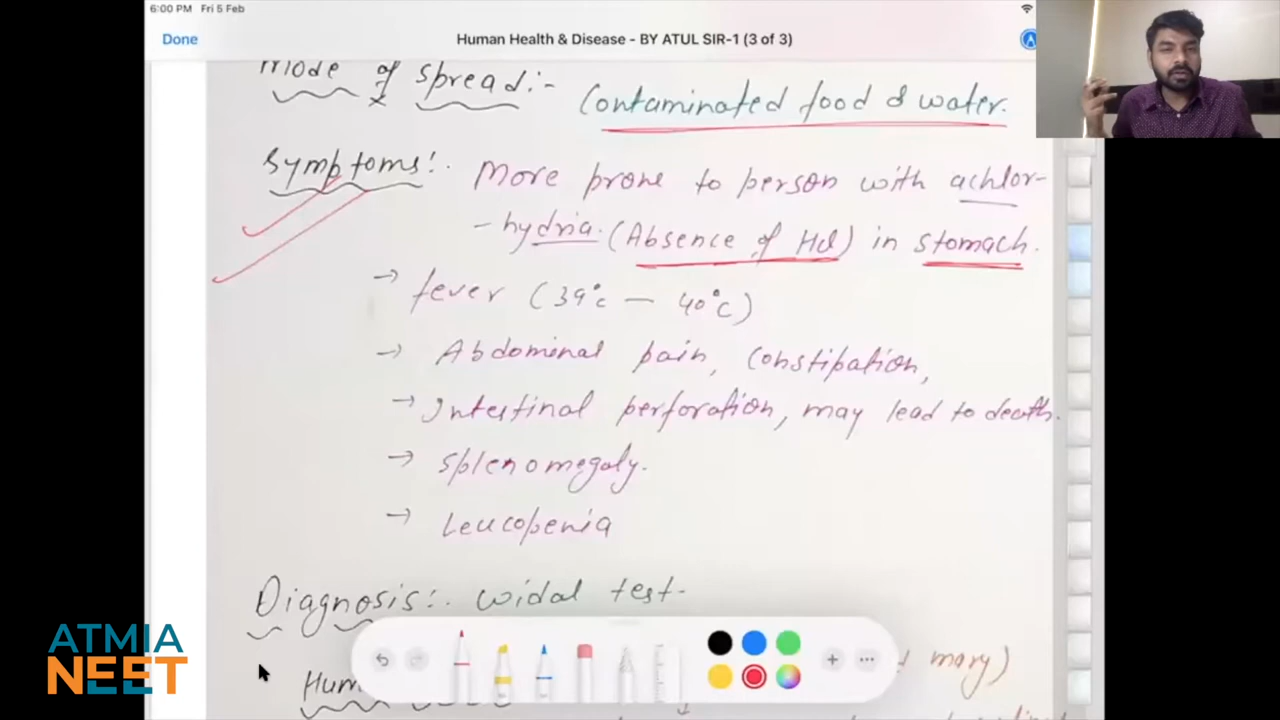 6:00 PM Fri 5 Feb
Done
Human Health & Disease - BY ATUL SIR-1 (3 of 3)
Mode of spread:-
Contaminated food & water.
Symptoms:-
More prone to person with achlor-
-hydria (Absence of Hcl) in stomach.
→ fever (39°c — 40°c)
→ Abdominal pain, Constipation,
→ Intestinal perforation, may lead to death.
→ Splenomegaly.
→ Leucopenia
Diagnosis:- widal test-
mary)
ATMIA
NEET